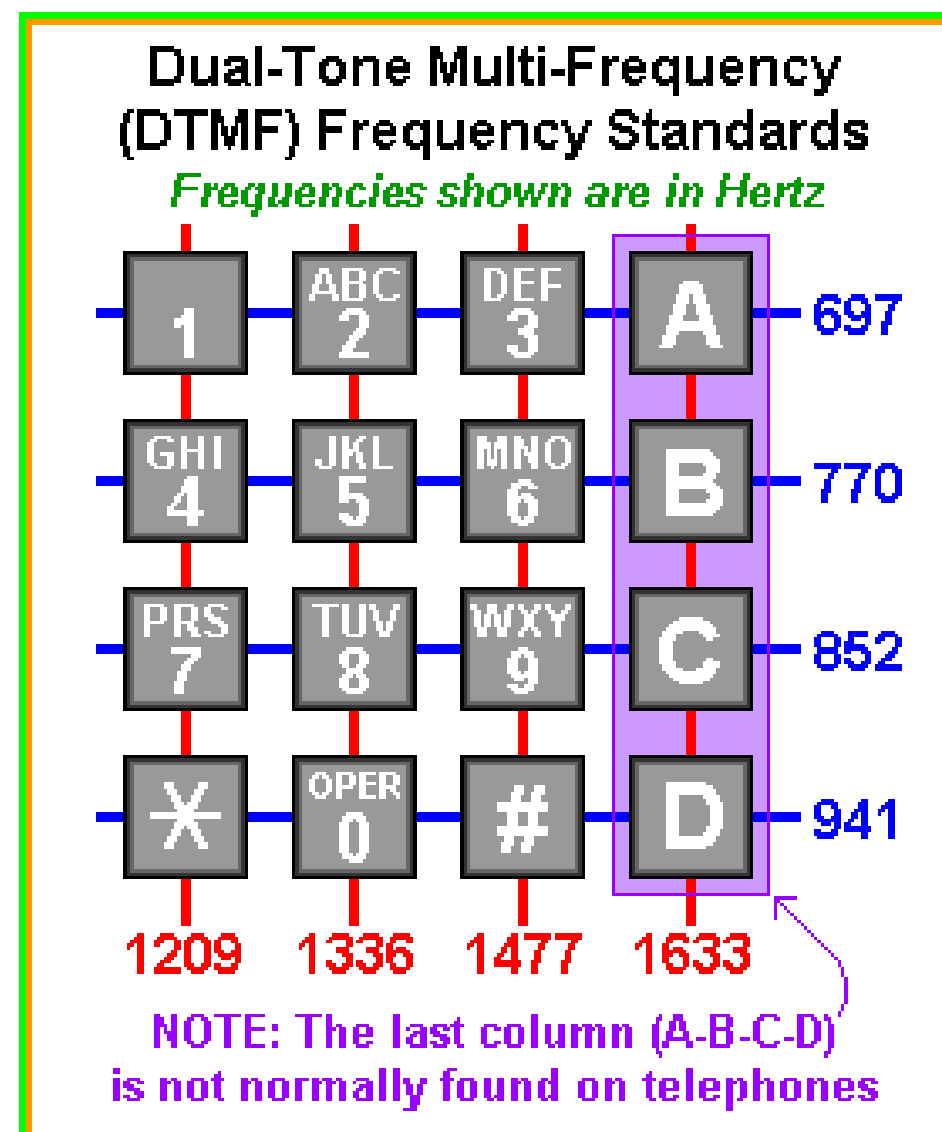 Dual-Tone Multi-Frequency
(DTMF) Frequency Standards
Frequencies shown are in Hertz
1
ABC
2
DEF
3
A
697
GHI
4
JKL
5
MNO
6
B
770
PRS
7
TUV
8
WXY
9
C
852
*
OPER
0
#
D
941
1209 1336 1477 1633
NOTE: The last column (A-B-C-D)
is not normally found on telephones